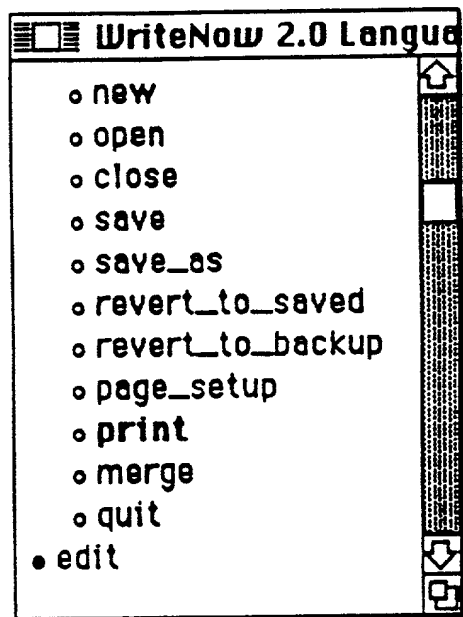 WriteNow 2.0 Langua
new
open
close
save
save_as
revert_to_saved
revert_to_backup
page_setup
print
merge
quit
edit